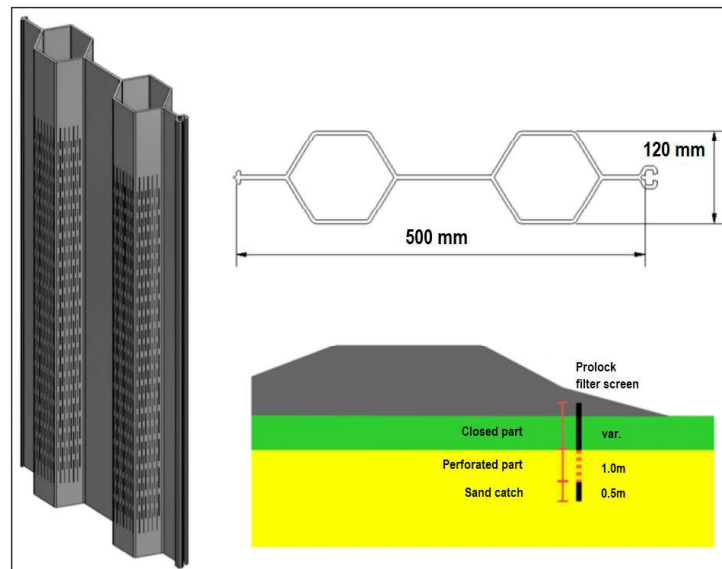 120 mm
500 mm
Prolock
filter screen
Closed part
var.
Perforated part
1.0m
Sand catch
0.5m